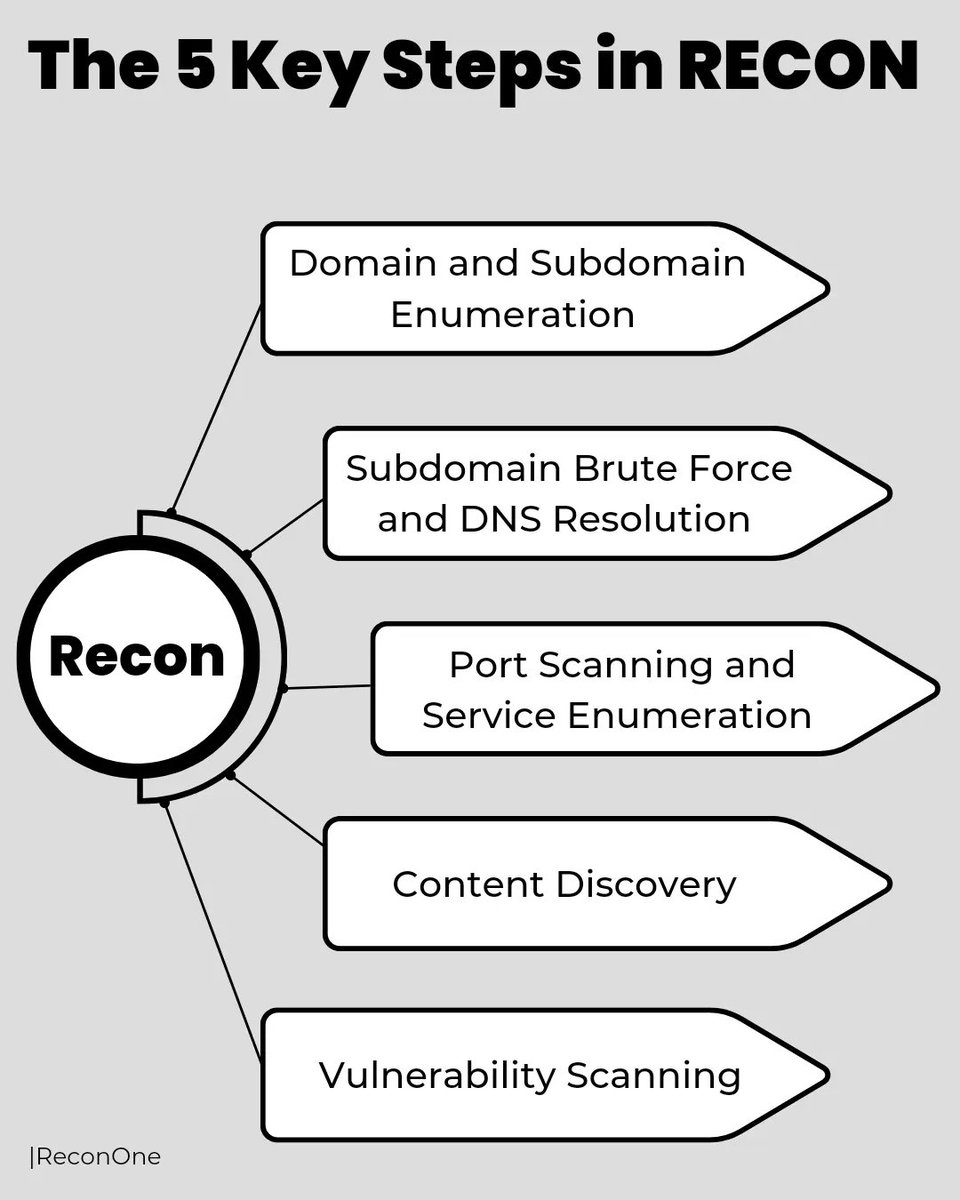 The 5 Key Steps in RECON
Domain and Subdomain
Enumeration
Subdomain Brute Force
and DNS Resolution
Recon
Port Scanning and
Service Enumeration
Content Discovery
Vulnerability Scanning
|ReconOne